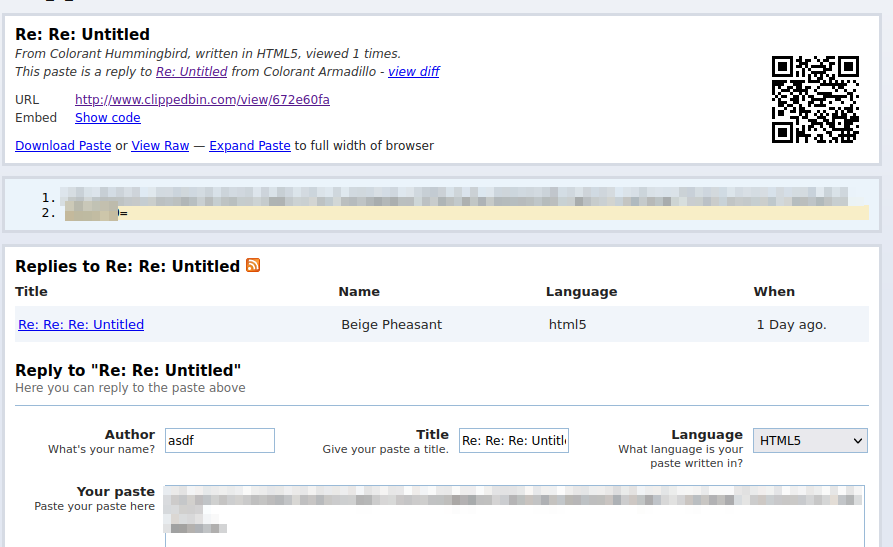 Re: Re: Untitled
From Colorant Hummingbird, written in HTML5, viewed 1 times.
This paste is a reply to Re: Untitled from Colorant Armadillo - view diff
URL http://www.clippedbin.com/view/672e60fa
Embed Show code
Download Paste or View Raw — Expand Paste to full width of browser
1.
2. =
Replies to Re: Re: Untitled
Title Name Language When
Re: Re: Re: Untitled Beige Pheasant html5 1 Day ago.
Reply to "Re: Re: Untitled"
Here you can reply to the paste above
Author asdf Title Re: Re: Re: Untitl Language HTML5
What's your name? Give your paste a title. What language is your
paste written in?
Your paste
Paste your paste here